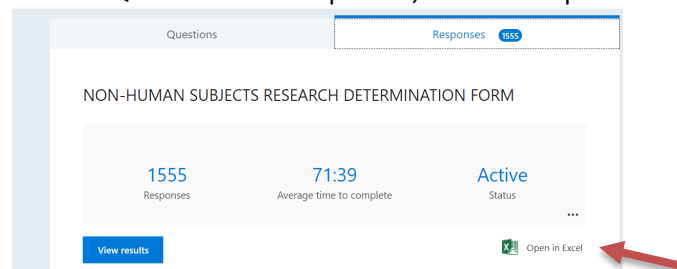 Questions
Responses 1555
NON-HUMAN SUBJECTS RESEARCH DETERMINATION FORM
1555
Responses
71:39
Average time to complete
Active
Status
...
View results
Open in Excel